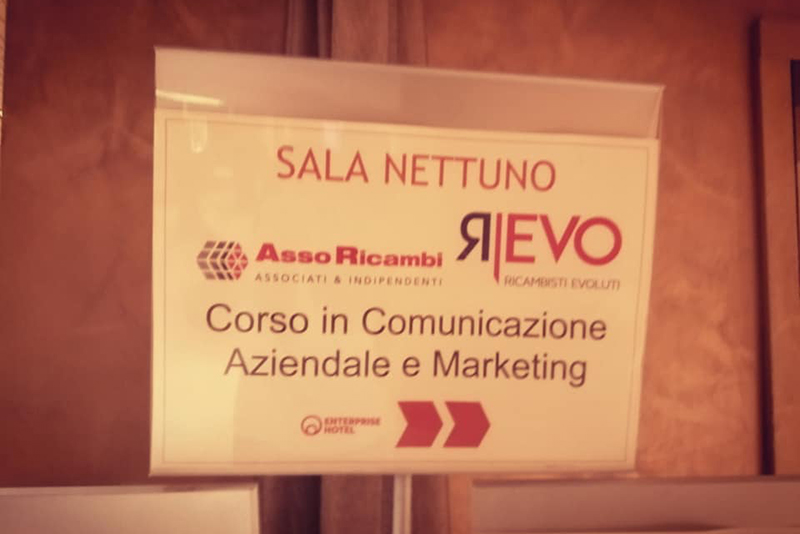 SALA NETTUNO
AssoRicambi
ASSOCIATI & INDIPENDENTI
R|EVO
RICAMBISTI EVOLUTI
Corso in Comunicazione
Aziendale e Marketing
ENTERPRISE
HOTEL